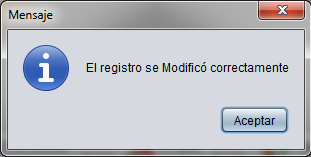 Mensaje
El registro se Modificó correctamente
Aceptar